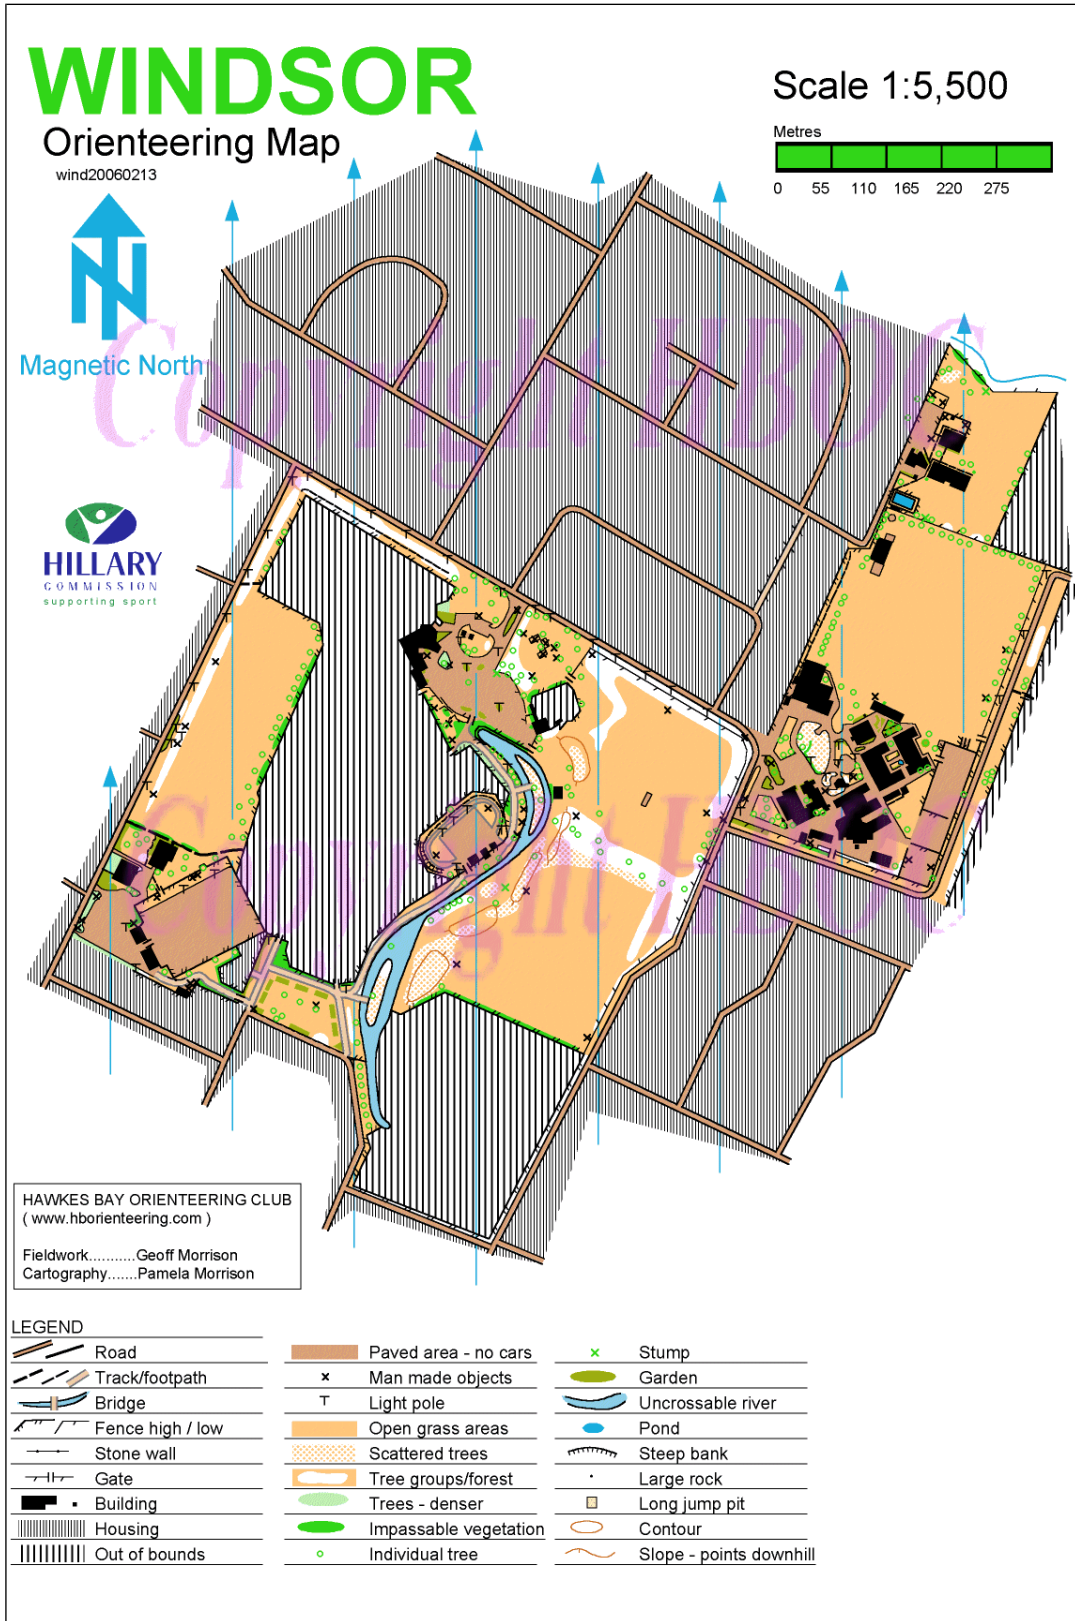 WINDSOR
Orienteering Map
wind20060213
Scale 1:5,500
Metres
0 55 110 165 220 275
N
Magnetic North
Copyright HBOC
HILLARY
COMMISSION
supporting sport
Copyright HBOC
HAWKES BAY ORIENTEERING CLUB
( www.hborienteering.com )
Fieldwork...........Geoff Morrison
Cartography.......Pamela Morrison
LEGEND
Road
Track/footpath
Bridge
Fence high / low
Stone wall
Gate
Building
Housing
Out of bounds
Paved area - no cars
Man made objects
Light pole
Open grass areas
Scattered trees
Tree groups/forest
Trees - denser
Impassable vegetation
Individual tree
Stump
Garden
Uncrossable river
Pond
Steep bank
Large rock
Long jump pit
Contour
Slope - points downhill